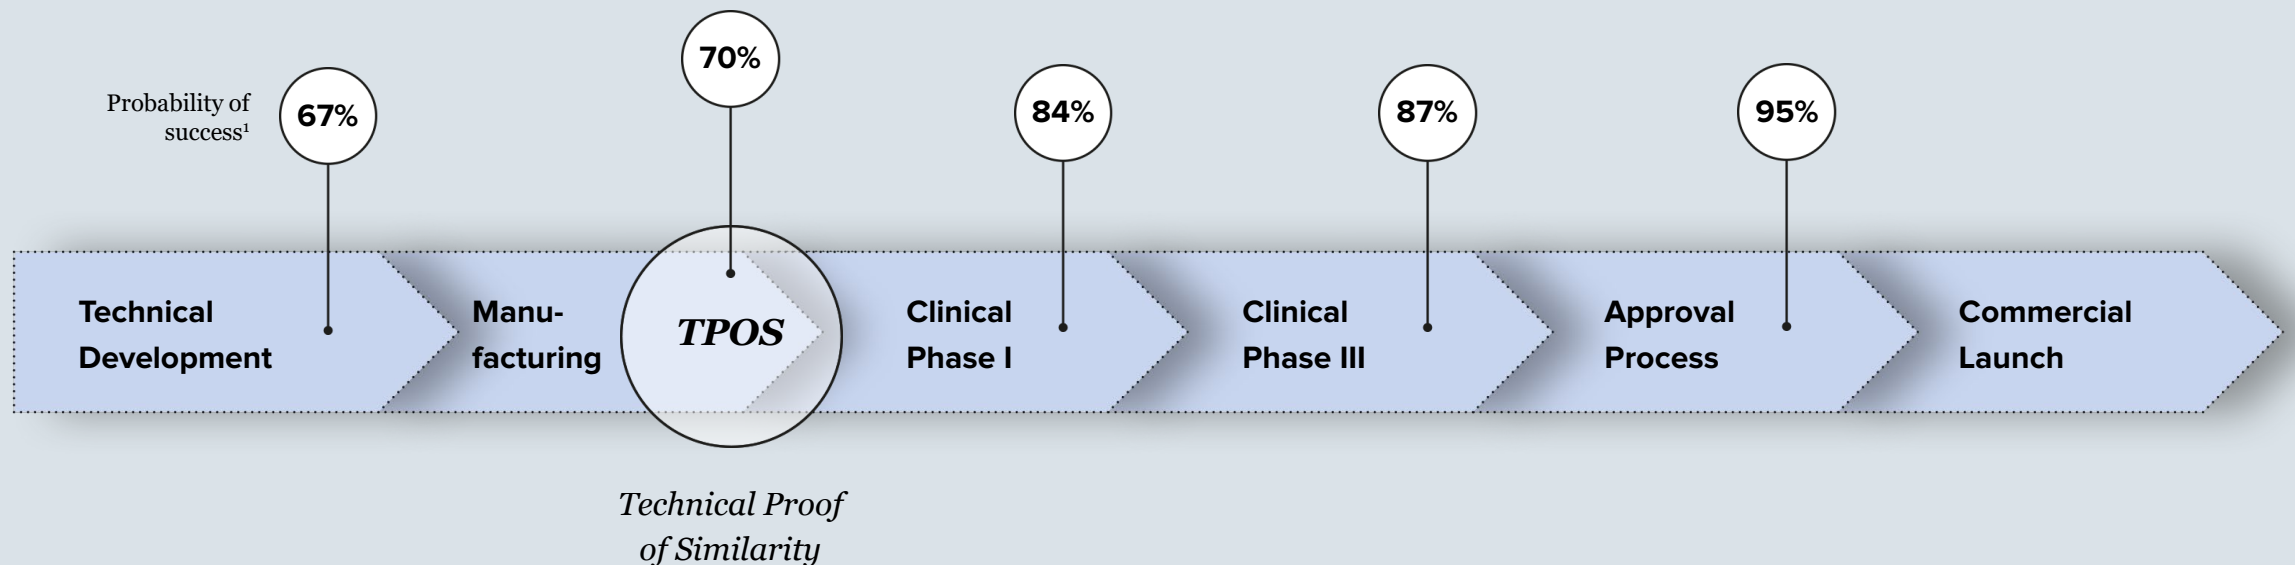 70%
Probability of
success¹
67%
84%
87%
95%
Technical
Development
Manu-
facturing
TPOS
Clinical
Phase I
Clinical
Phase III
Approval
Process
Commercial
Launch
Technical Proof
of Similarity